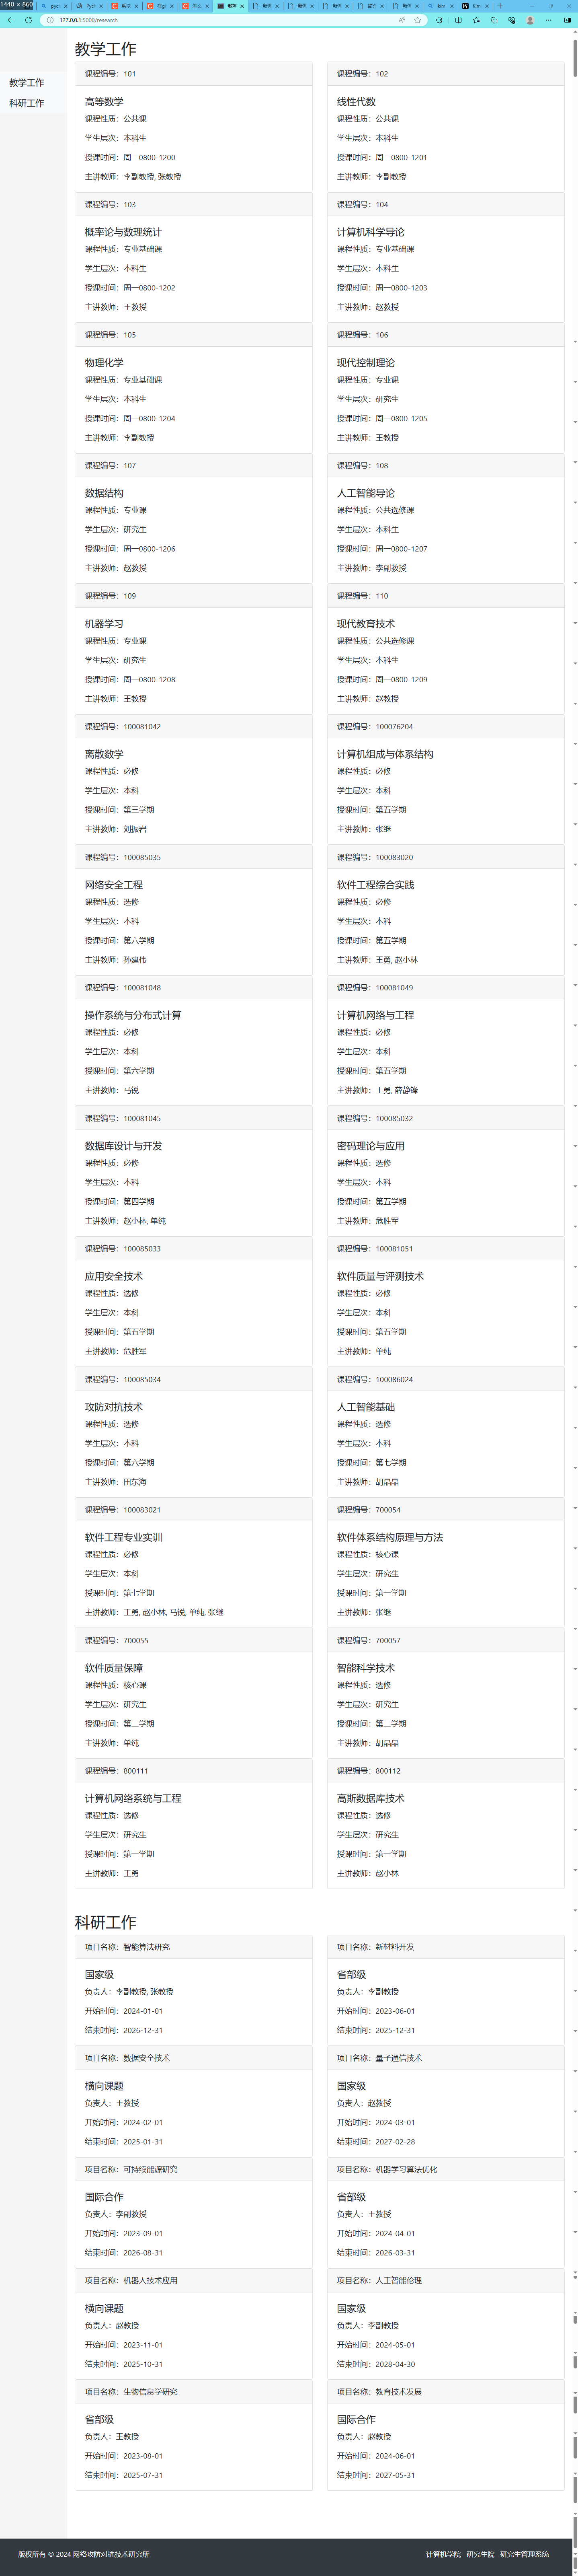 1440 × 860
127.0.0.1:5000/research
教学工作
科研工作
教学工作
课程编号：101
高等数学
课程性质：公共课
学生层次：本科生
授课时间：周一0800-1200
主讲教师：李副教授, 张教授
课程编号：102
线性代数
课程性质：公共课
学生层次：本科生
授课时间：周一0800-1201
主讲教师：李副教授
课程编号：103
概率论与数理统计
课程性质：专业基础课
学生层次：本科生
授课时间：周一0800-1202
主讲教师：王教授
课程编号：104
计算机科学导论
课程性质：专业基础课
学生层次：本科生
授课时间：周一0800-1203
主讲教师：赵教授
课程编号：105
物理化学
课程性质：专业基础课
学生层次：本科生
授课时间：周一0800-1204
主讲教师：李副教授
课程编号：106
现代控制理论
课程性质：专业课
学生层次：研究生
授课时间：周一0800-1205
主讲教师：王教授
课程编号：107
数据结构
课程性质：专业课
学生层次：研究生
授课时间：周一0800-1206
主讲教师：赵教授
课程编号：108
人工智能导论
课程性质：公共选修课
学生层次：本科生
授课时间：周一0800-1207
主讲教师：李副教授
课程编号：109
机器学习
课程性质：专业课
学生层次：研究生
授课时间：周一0800-1208
主讲教师：王教授
课程编号：110
现代教育技术
课程性质：公共选修课
学生层次：本科生
授课时间：周一0800-1209
主讲教师：赵教授
课程编号：100081042
离散数学
课程性质：必修
学生层次：本科
授课时间：第三学期
主讲教师：刘振岩
课程编号：100076204
计算机组成与体系结构
课程性质：必修
学生层次：本科
授课时间：第五学期
主讲教师：张继
课程编号：100085035
网络安全工程
课程性质：选修
学生层次：本科
授课时间：第六学期
主讲教师：孙建伟
课程编号：100083020
软件工程综合实践
课程性质：必修
学生层次：本科
授课时间：第五学期
主讲教师：王勇, 赵小林
课程编号：100081048
操作系统与分布式计算
课程性质：必修
学生层次：本科
授课时间：第六学期
主讲教师：马锐
课程编号：100081049
计算机网络与工程
课程性质：必修
学生层次：本科
授课时间：第五学期
主讲教师：王勇, 薛静锋
课程编号：100081045
数据库设计与开发
课程性质：必修
学生层次：本科
授课时间：第四学期
主讲教师：赵小林, 单纯
课程编号：100085032
密码理论与应用
课程性质：选修
学生层次：本科
授课时间：第五学期
主讲教师：危胜军
课程编号：100085033
应用安全技术
课程性质：选修
学生层次：本科
授课时间：第五学期
主讲教师：危胜军
课程编号：100081051
软件质量与评测技术
课程性质：必修
学生层次：本科
授课时间：第五学期
主讲教师：单纯
课程编号：100085034
攻防对抗技术
课程性质：选修
学生层次：本科
授课时间：第六学期
主讲教师：田东海
课程编号：100086024
人工智能基础
课程性质：选修
学生层次：本科
授课时间：第七学期
主讲教师：胡晶晶
课程编号：100083021
软件工程专业实训
课程性质：必修
学生层次：本科
授课时间：第七学期
主讲教师：王勇, 赵小林, 马锐, 单纯, 张继
课程编号：700054
软件体系结构原理与方法
课程性质：核心课
学生层次：研究生
授课时间：第一学期
主讲教师：张继
课程编号：700055
软件质量保障
课程性质：核心课
学生层次：研究生
授课时间：第二学期
主讲教师：单纯
课程编号：700057
智能科学技术
课程性质：选修
学生层次：研究生
授课时间：第二学期
主讲教师：胡晶晶
课程编号：800111
计算机网络系统与工程
课程性质：选修
学生层次：研究生
授课时间：第一学期
主讲教师：王勇
课程编号：800112
高斯数据库技术
课程性质：选修
学生层次：研究生
授课时间：第一学期
主讲教师：赵小林
科研工作
项目名称：智能算法研究
国家级
负责人：李副教授, 张教授
开始时间：2024-01-01
结束时间：2026-12-31
项目名称：新材料开发
省部级
负责人：李副教授
开始时间：2023-06-01
结束时间：2025-12-31
项目名称：数据安全技术
横向课题
负责人：王教授
开始时间：2024-02-01
结束时间：2025-01-31
项目名称：量子通信技术
国家级
负责人：赵教授
开始时间：2024-03-01
结束时间：2027-02-28
项目名称：可持续能源研究
国际合作
负责人：李副教授
开始时间：2023-09-01
结束时间：2026-08-31
项目名称：机器学习算法优化
省部级
负责人：王教授
开始时间：2024-04-01
结束时间：2026-03-31
项目名称：机器人技术应用
横向课题
负责人：赵教授
开始时间：2023-11-01
结束时间：2025-10-31
项目名称：人工智能伦理
国家级
负责人：李副教授
开始时间：2024-05-01
结束时间：2028-04-30
项目名称：生物信息学研究
省部级
负责人：王教授
开始时间：2023-08-01
结束时间：2025-07-31
项目名称：教育技术发展
国际合作
负责人：赵教授
开始时间：2024-06-01
结束时间：2027-05-31
版权所有 © 2024 网络攻防对抗技术研究所
计算机学院 研究生院 研究生管理系统